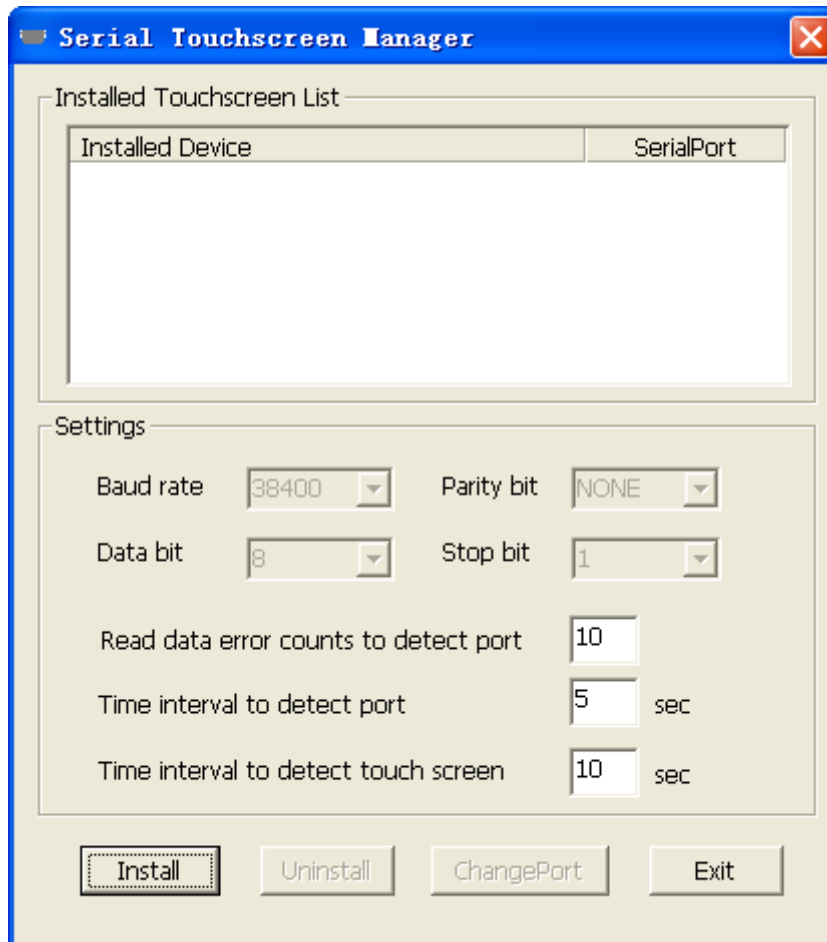 Serial Touchscreen Manager
Installed Touchscreen List
Installed Device SerialPort
Settings
Baud rate 38400 Parity bit NONE
Data bit 8 Stop bit 1
Read data error counts to detect port 10
Time interval to detect port 5 sec
Time interval to detect touch screen 10 sec
Install Uninstall ChangePort Exit